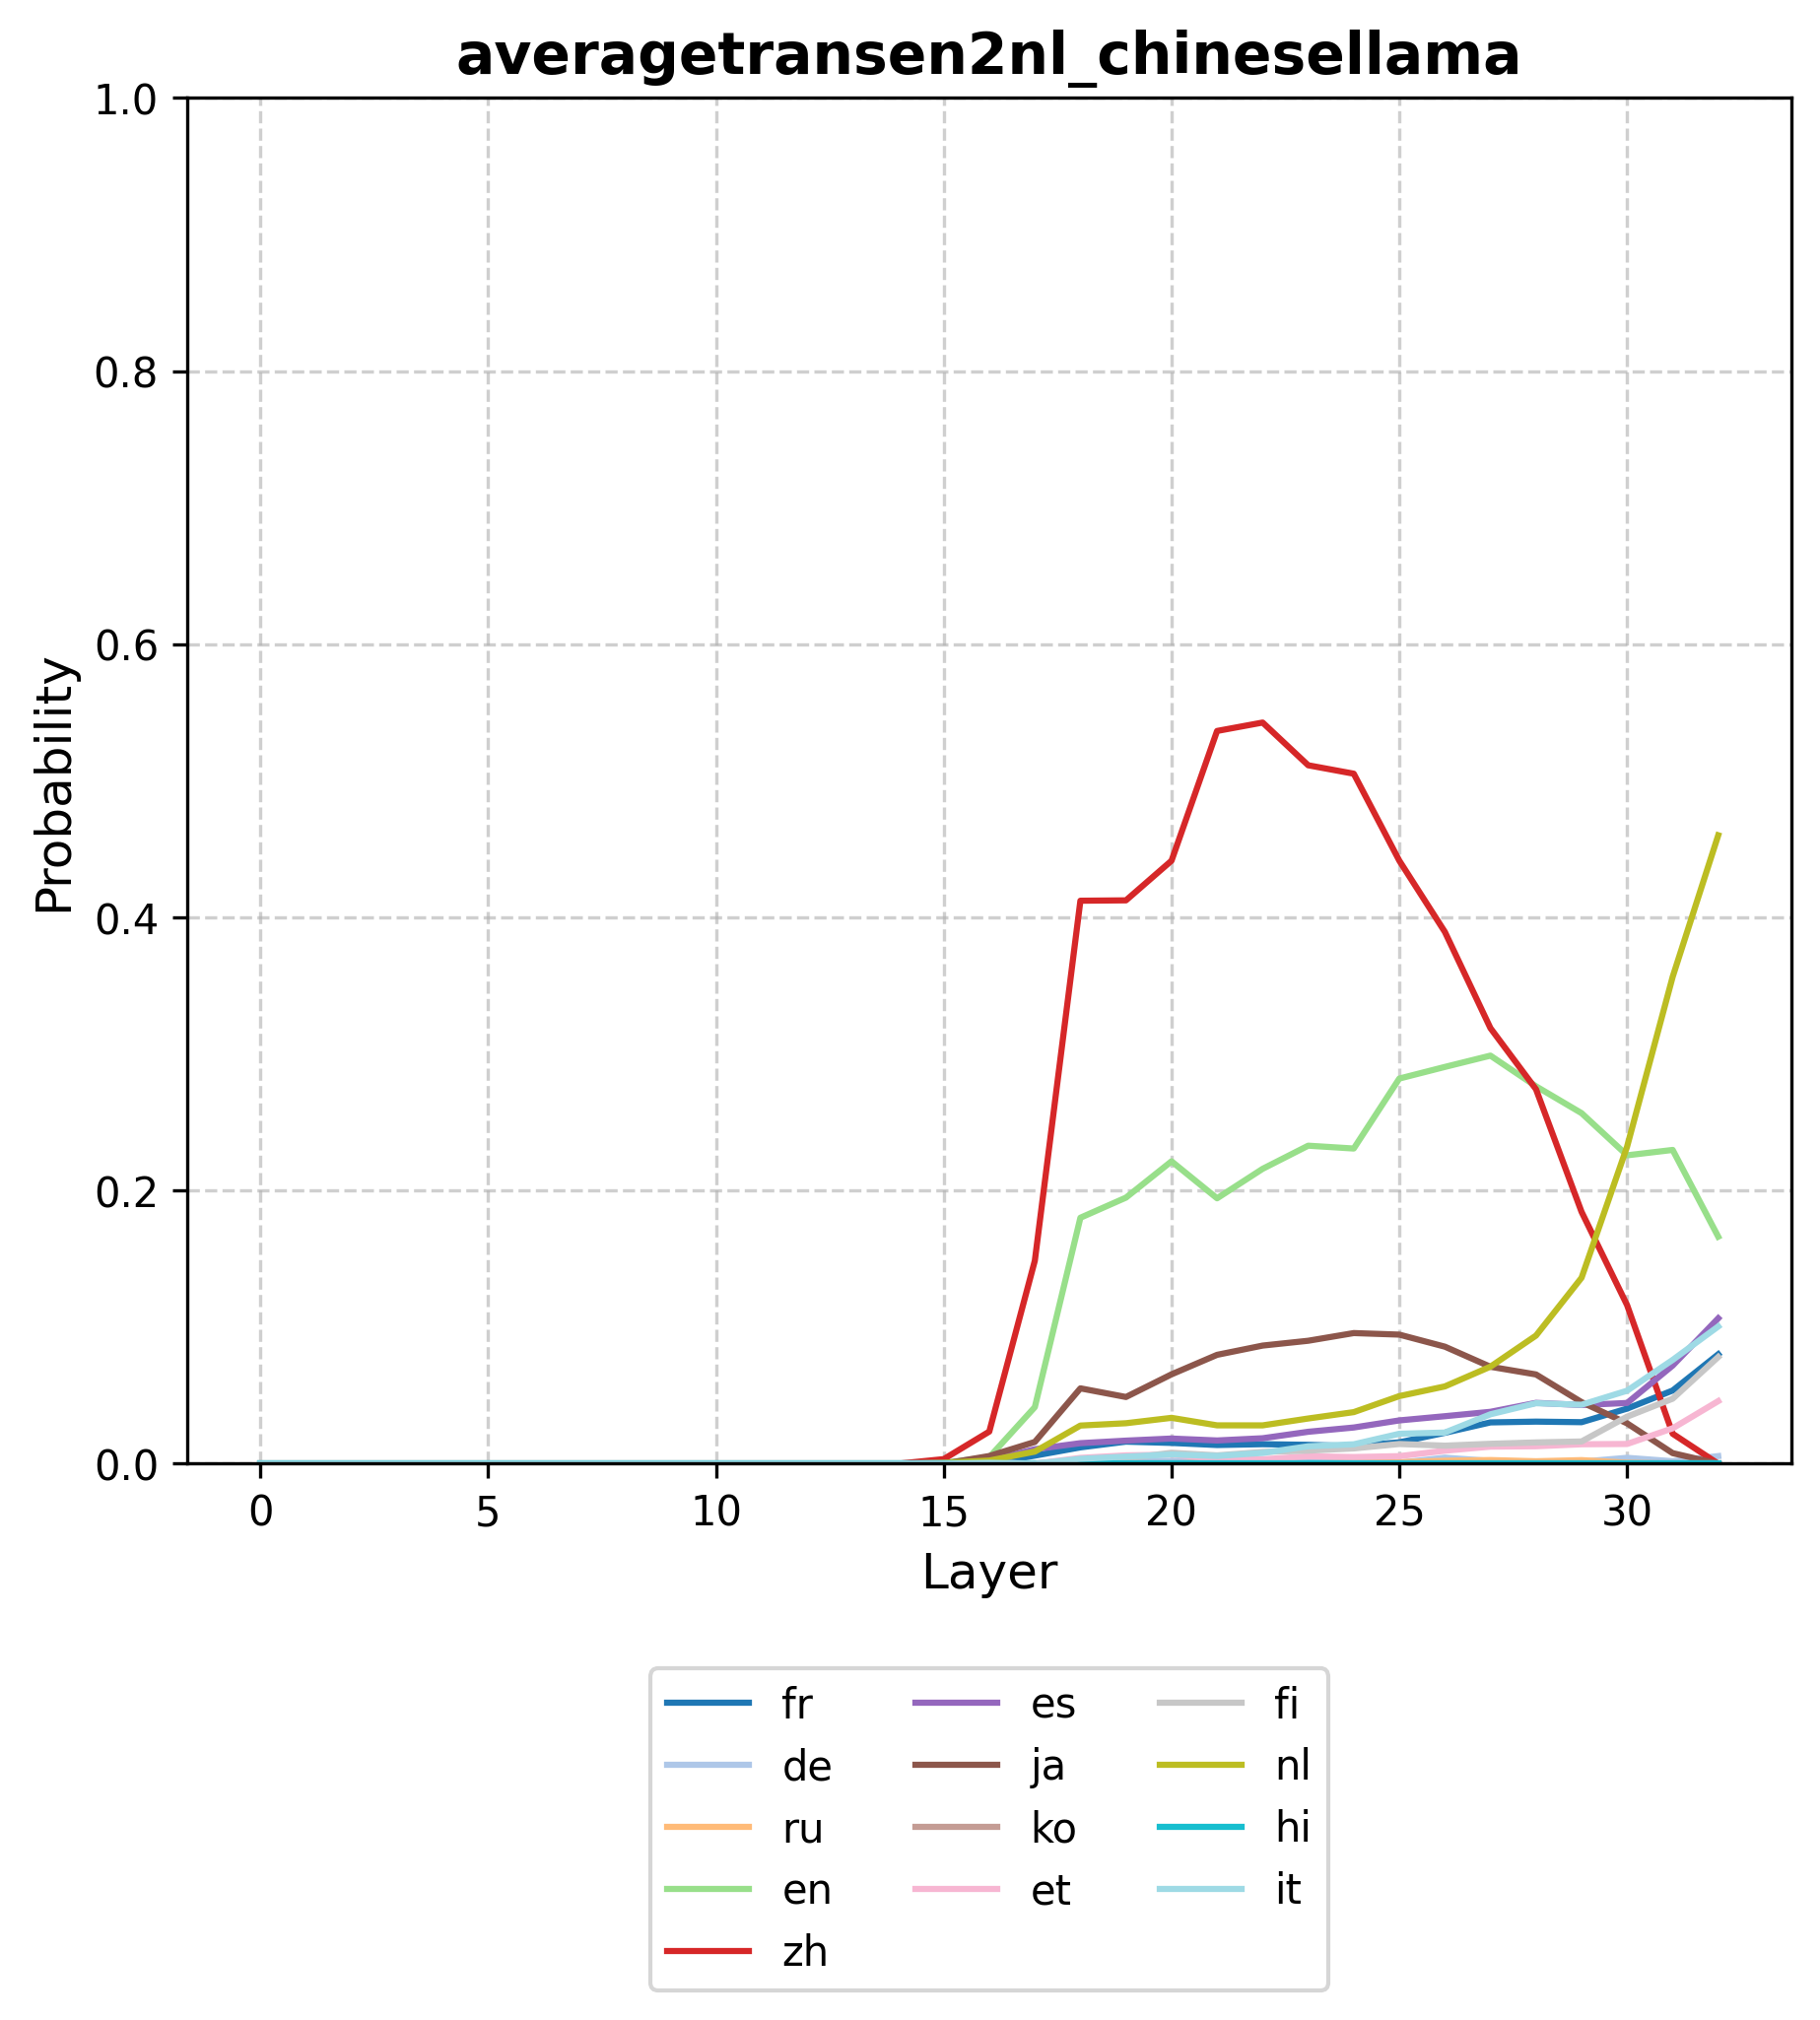 averagetransen2nl_chinesellama
1.0
0.8
0.6
0.4
0.2
0.0
Probability
0 5 10 15 20 25 30
Layer
fr es fi
de ja nl
ru ko hi
en et it
zh